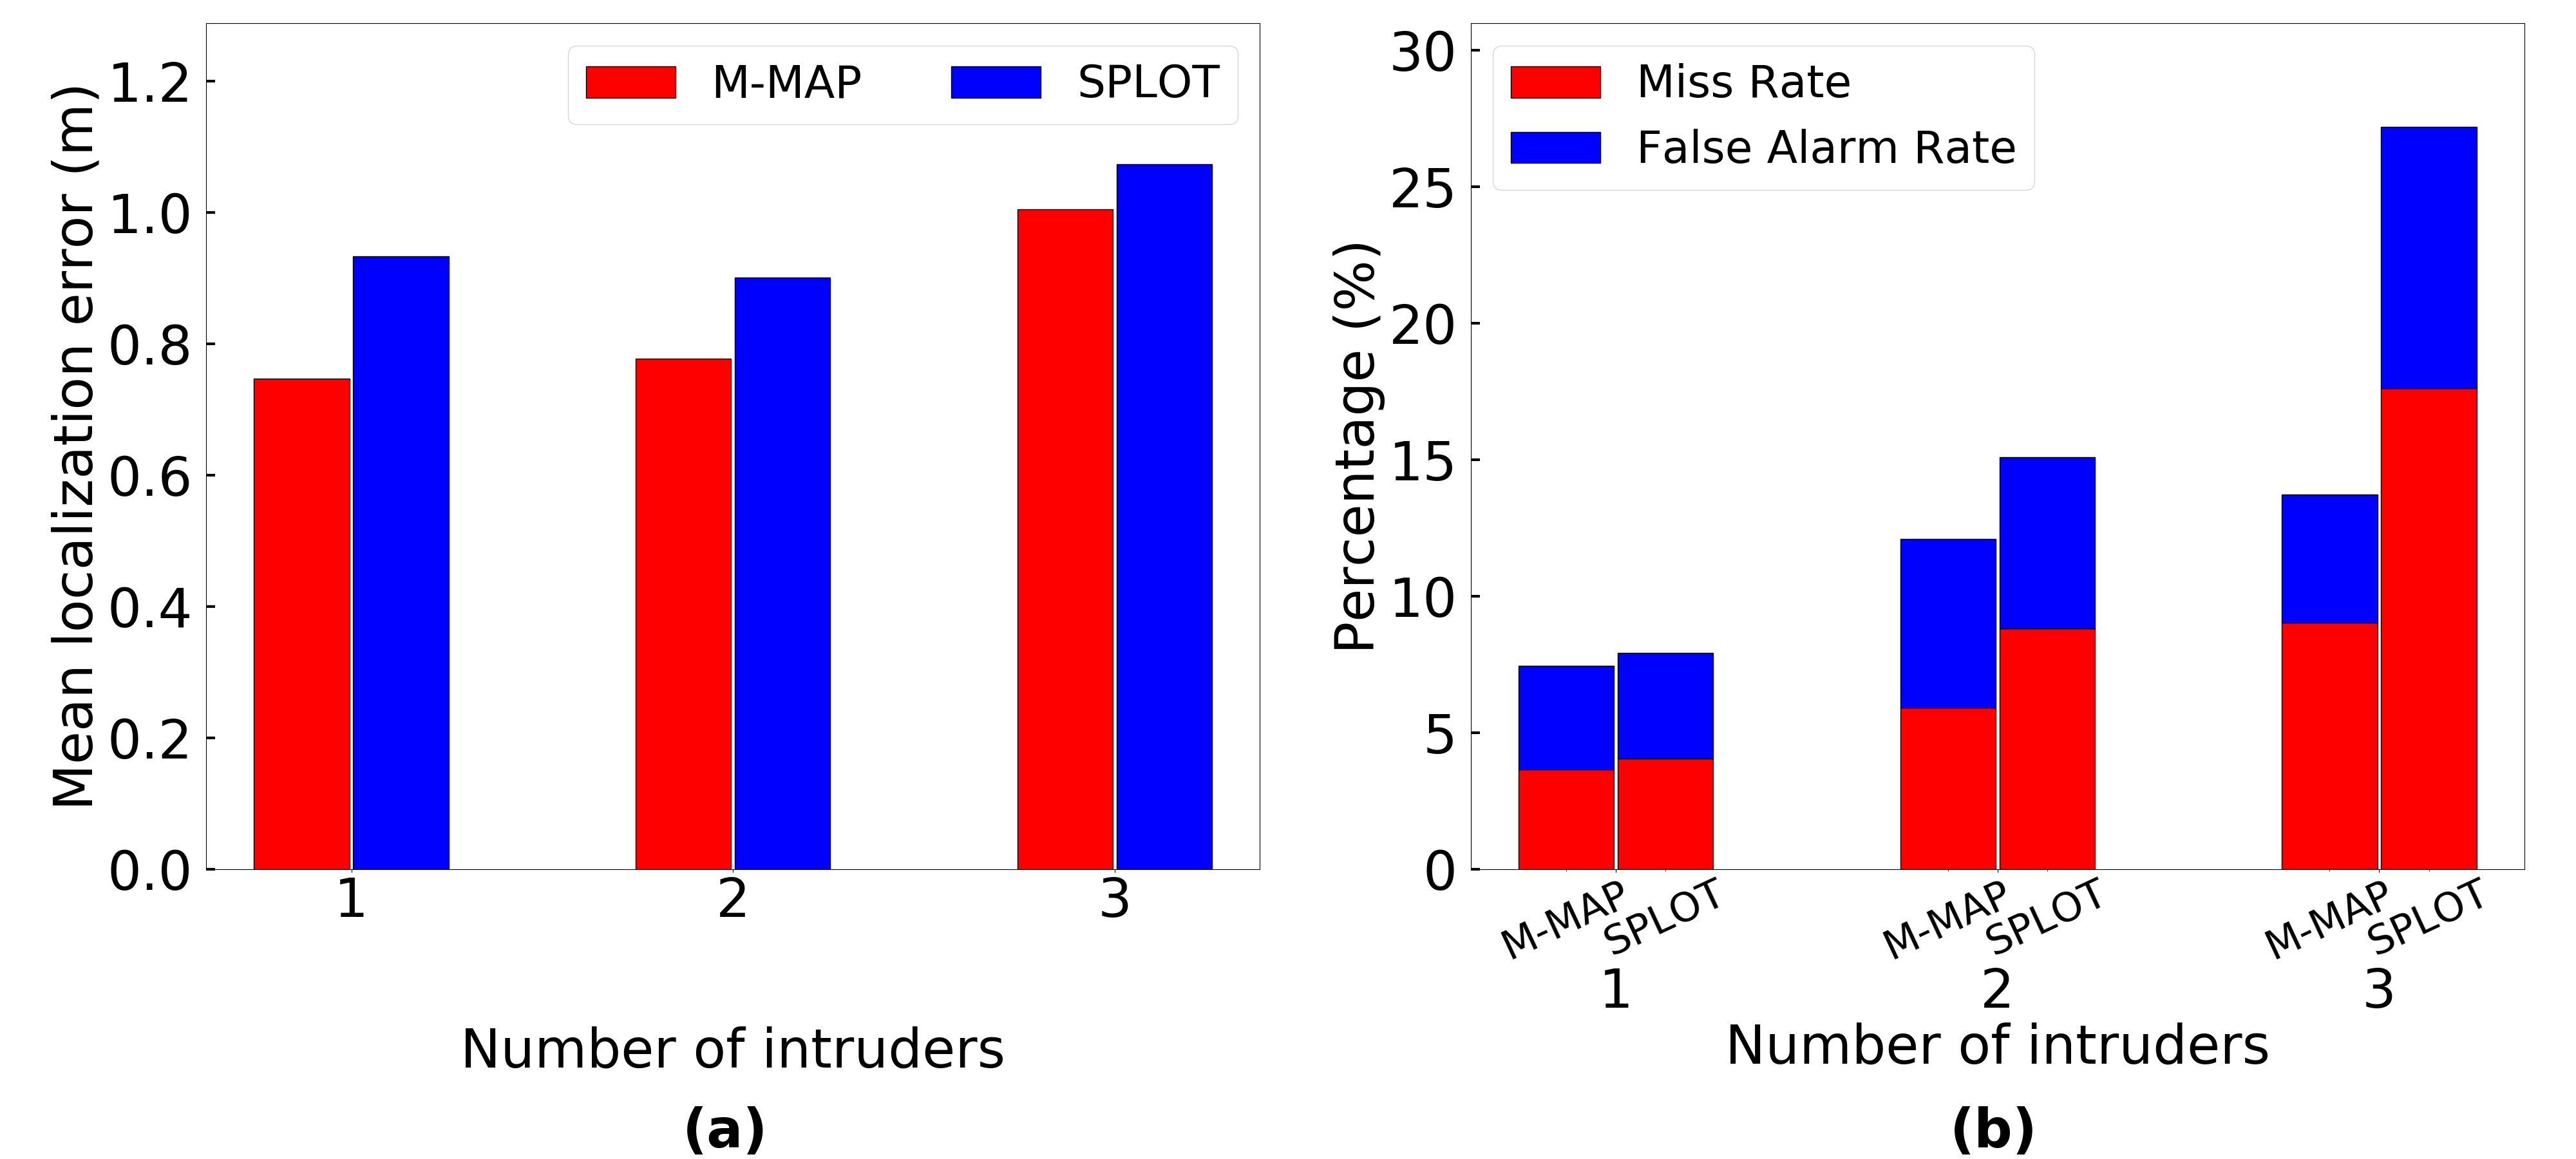 Mean localization error (m)
1.2
1.0
0.8
0.6
0.4
0.2
0.0
M-MAP SPLOT
1 2 3
Number of intruders
(a)
Percentage (%)
30
25
20
15
10
5
0
Miss Rate
False Alarm Rate
M-MAP SPLOT M-MAP SPLOT M-MAP SPLOT
1 2 3
Number of intruders
(b)